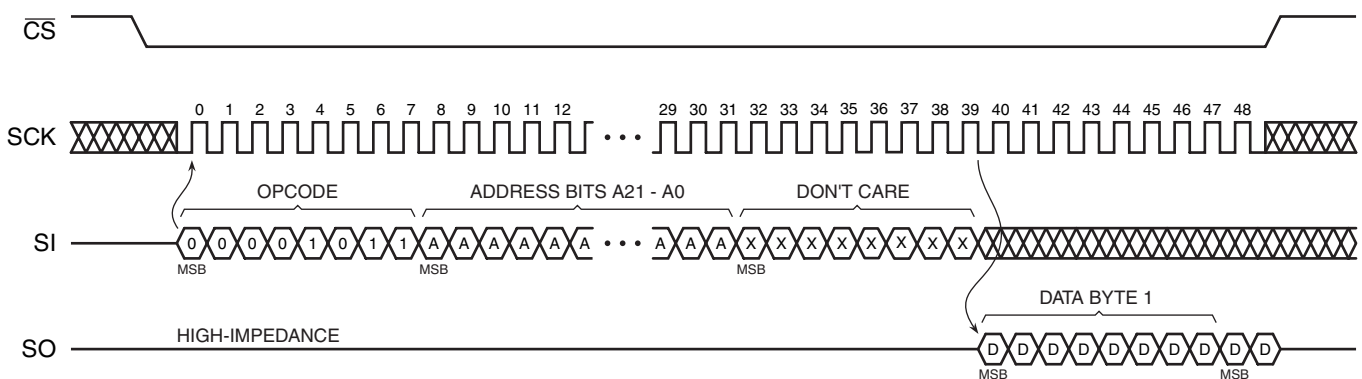 CS
0 1 2 3 4 5 6 7 8 9 10 11 12 29 30 31 32 33 34 35 36 37 38 39 40 41 42 43 44 45 46 47 48
SCK • • •
OPCODE ADDRESS BITS A21 - A0 DON'T CARE
SI 0 0 0 0 1 0 1 1 A A A A A A • • • A A A X X X X X X X X
MSB MSB MSB
DATA BYTE 1
HIGH-IMPEDANCE
SO D D D D D D D D D D
MSB MSB